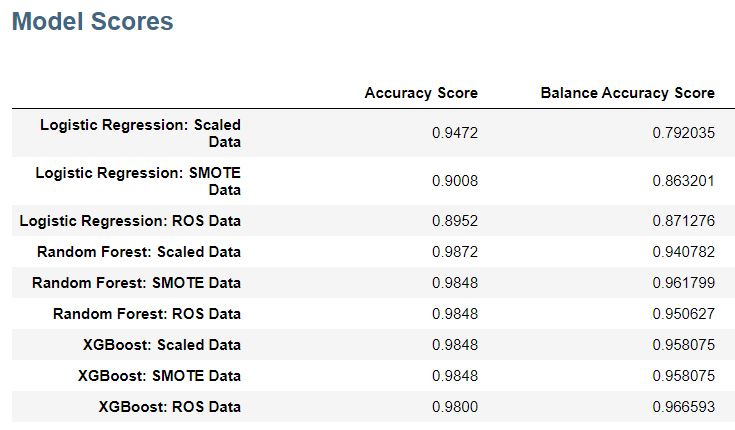 Model Scores
Accuracy Score Balance Accuracy Score
Logistic Regression: Scaled
Data 0.9472 0.792035
Logistic Regression: SMOTE
Data 0.9008 0.863201
Logistic Regression: ROS Data 0.8952 0.871276
Random Forest: Scaled Data 0.9872 0.940782
Random Forest: SMOTE Data 0.9848 0.961799
Random Forest: ROS Data 0.9848 0.950627
XGBoost: Scaled Data 0.9848 0.958075
XGBoost: SMOTE Data 0.9848 0.958075
XGBoost: ROS Data 0.9800 0.966593